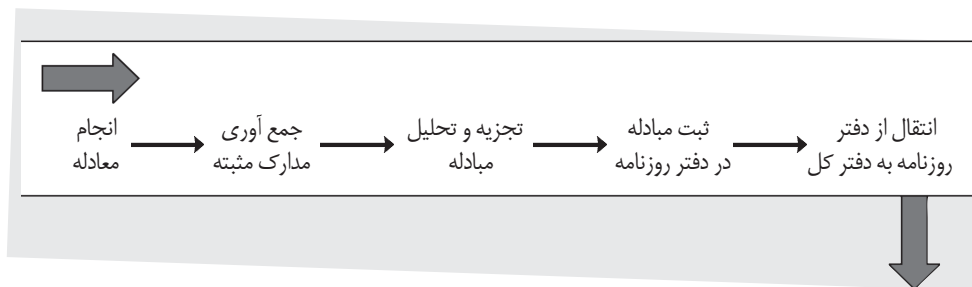 انجام
معادله
جمع آوری
مدارک مثبته
تجزیه و تحلیل
مبادله
ثبت مبادله
در دفتر روزنامه
انتقال از دفتر
روزنامه به دفتر کل